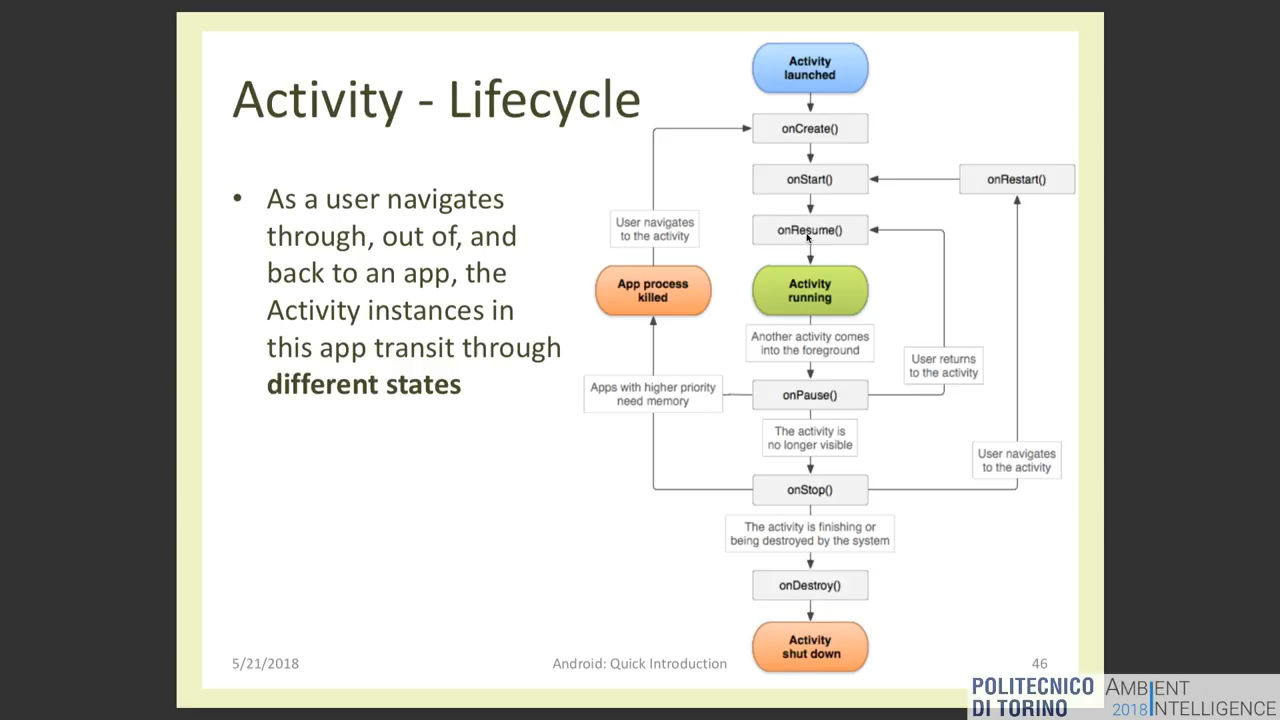 Activity - Lifecycle
• As a user navigates
through, out of, and
back to an app, the
Activity instances in
this app transit through
different states
Activity
launched
onCreate()
onStart()
onRestart()
User navigates
to the activity
onResume()
App process
killed
Activity
running
Another activity comes
into the foreground
User returns
to the activity
Apps with higher priority
need memory
onPause()
The activity is
no longer visible
User navigates
to the activity
onStop()
The activity is finishing or
being destroyed by the system
onDestroy()
Activity
shut down
5/21/2018
Android: Quick Introduction
46
POLITECNICO
DI TORINO
AMBIENT
2018 INTELLIGENCE